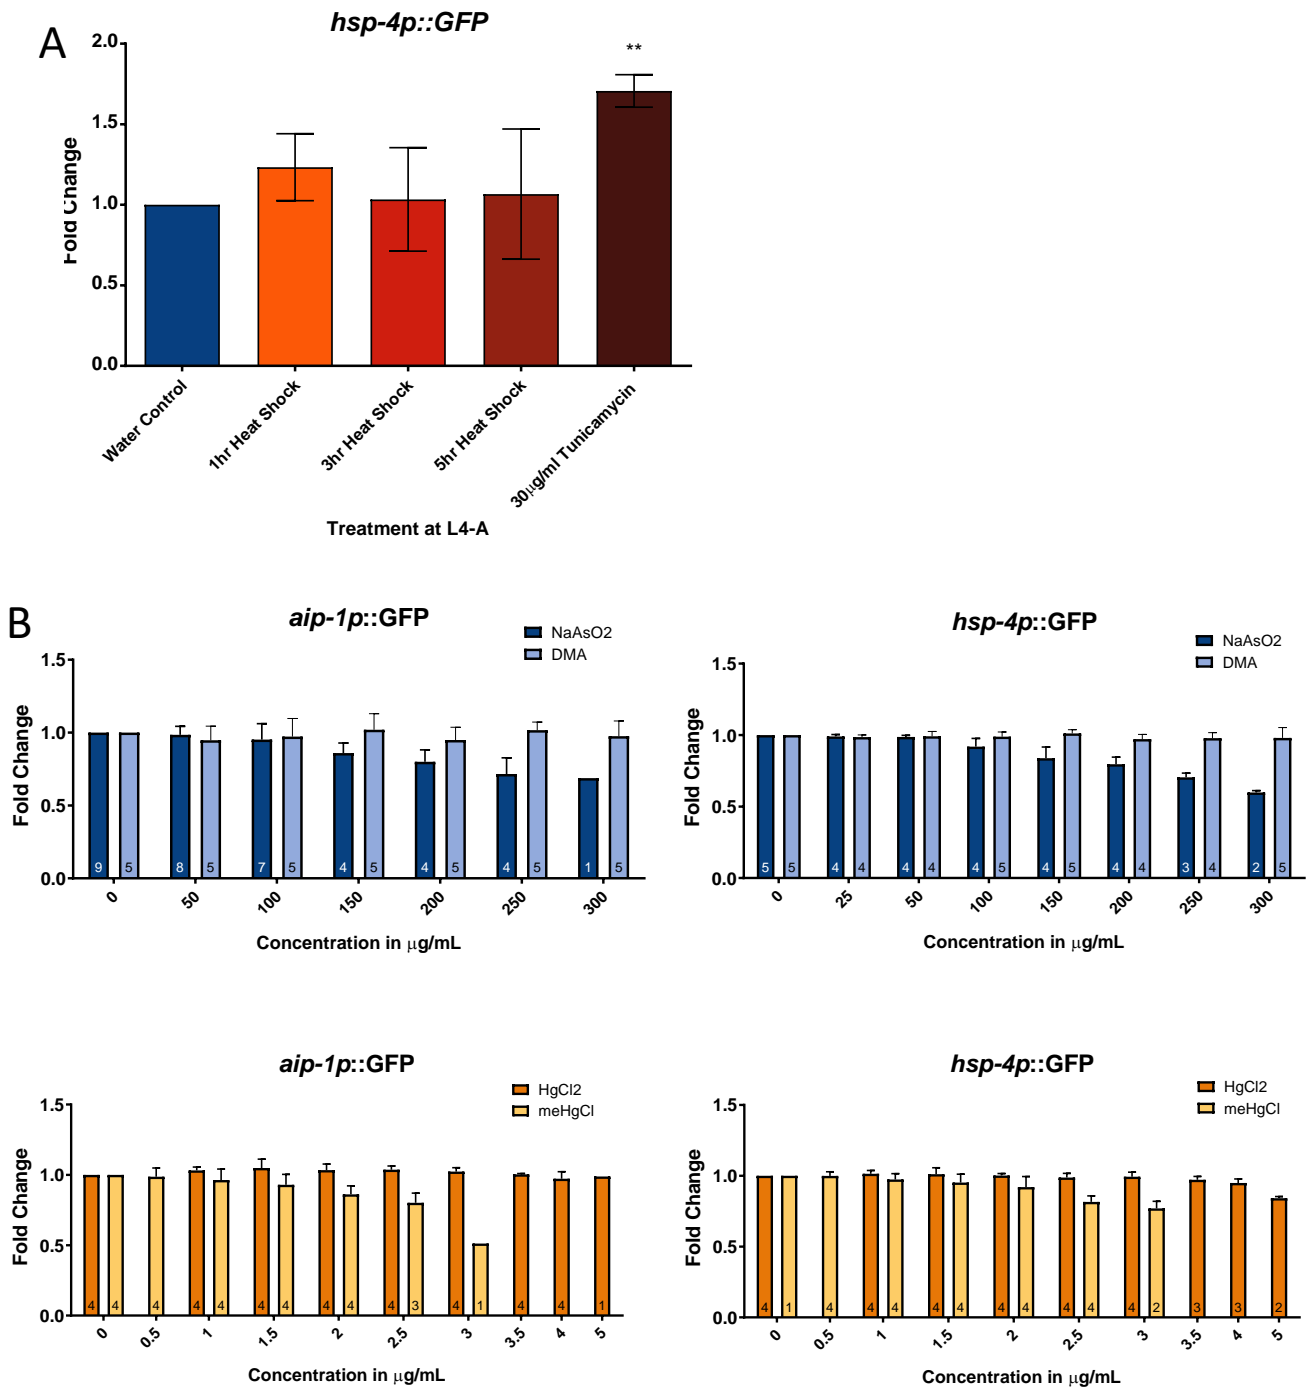 A
hsp-4p::GFP
**
2.0
1.5
1.0
0.5
0.0
Fold Change
Water Control
1hr Heat Shock
3hr Heat Shock
5hr Heat Shock
30μg/ml Tunicamycin
Treatment at L4-A
B
aip-1p::GFP
NaAsO2
DMA
1.5
1.0
0.5
0.0
Fold Change
9 5 8 5 7 5 4 5 4 5 4 5 1 5
0 50 100 150 200 250 300
Concentration in μg/mL
hsp-4p::GFP
NaAsO2
DMA
1.5
1.0
0.5
0.0
Fold Change
5 5 4 4 4 4 4 5 4 5 4 4 3 4 2 5
0 25 50 100 150 200 250 300
Concentration in μg/mL
aip-1p::GFP
HgCl2
meHgCl
1.5
1.0
0.5
0.0
Fold Change
4 4 4 4 4 4 4 4 4 4 3 4 1 4 4 1
0 0.5 1 1.5 2 2.5 3 3.5 4 5
Concentration in μg/mL
hsp-4p::GFP
HgCl2
meHgCl
1.5
1.0
0.5
0.0
Fold Change
4 1 4 4 4 4 4 4 4 4 4 4 2 3 3 2
0 0.5 1 1.5 2 2.5 3 3.5 4 5
Concentration in μg/mL